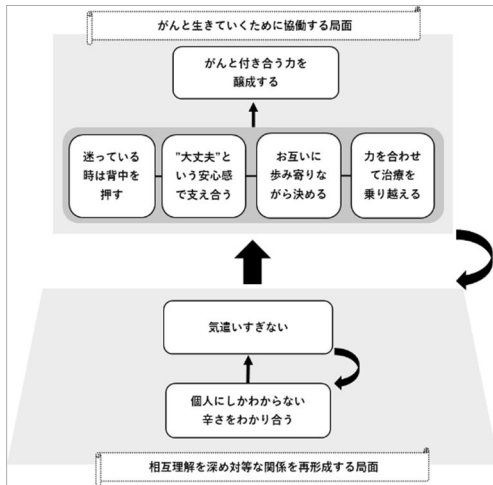 がんと生きていくために協働する局面
がんと付き合う力を
醸成する
迷っている
時は背中を
押す
”大丈夫”と
いう安心感
で支え合う
お互いに
歩み寄りな
がら決める
力を合わせ
て治療を
乗り越える
気遣いすぎない
個人にしかわからない
辛さをわかり合う
相互理解を深め対等な関係を再形成する局面